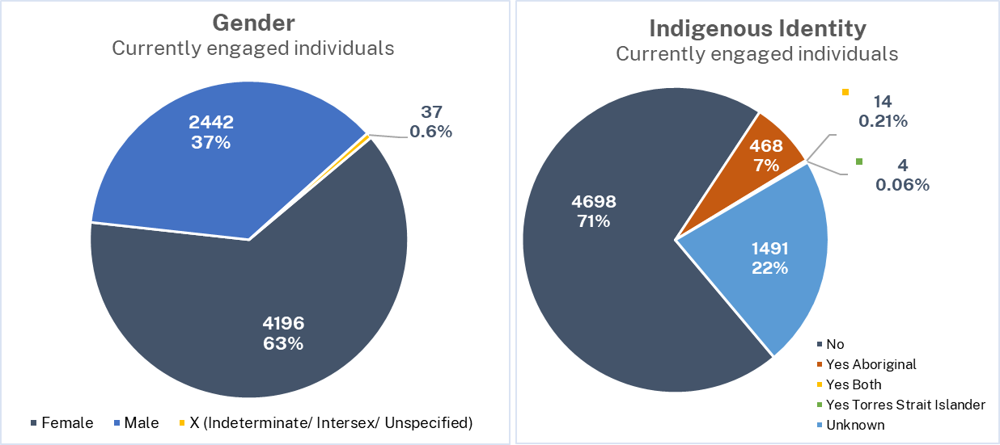 Gender
Currently engaged individuals
2442
37%
37
0.6%
4196
63%
Female
Male
X (Indeterminate/ Intersex/ Unspecified)
Indigenous Identity
Currently engaged individuals
14
0.21%
468
7%
4
0.06%
4698
71%
1491
22%
No
Yes Aboriginal
Yes Both
Yes Torres Strait Islander
Unknown